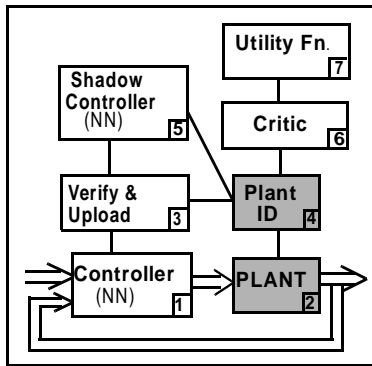 Utility Fn.
7
Shadow
Controller
(NN)
5
Critic
6
Verify &
Upload
3
Plant
ID
4
Controller
(NN)
1
PLANT
2